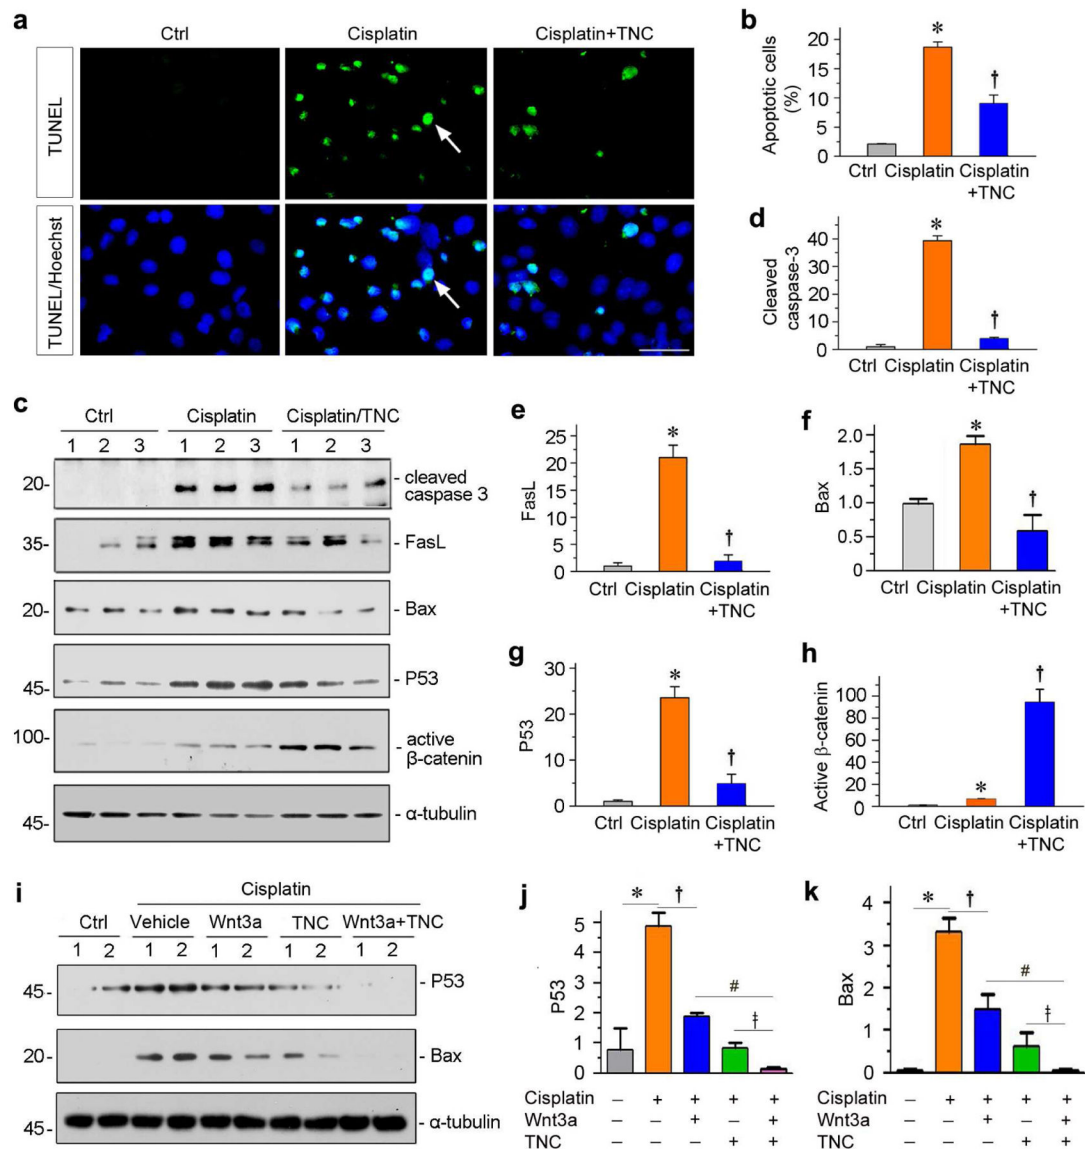 a
Ctrl
Cisplatin
Cisplatin+TNC
TUNEL
TUNEL/Hoechst
b
Apoptotic cells
(%)
20
15
10
5
0
*
†
Ctrl Cisplatin Cisplatin
+TNC
d
Cleaved
caspase-3
40
30
20
10
0
*
†
Ctrl Cisplatin Cisplatin
+TNC
c
Ctrl Cisplatin Cisplatin/TNC
1 2 3 1 2 3 1 2 3
20- - cleaved
caspase 3
35- - FasL
20- - Bax
45- - P53
100- - active
β-catenin
45- - α-tubulin
e
FasL
25
20
15
10
5
0
*
†
Ctrl Cisplatin Cisplatin
+TNC
f
Bax
2.0
1.5
1.0
0.5
0.0
*
†
Ctrl Cisplatin Cisplatin
+TNC
g
P53
30
20
10
0
*
†
Ctrl Cisplatin Cisplatin
+TNC
h
Active β-catenin
100
80
60
40
20
0
*
†
Ctrl Cisplatin Cisplatin
+TNC
i
Cisplatin
Ctrl Vehicle Wnt3a TNC Wnt3a+TNC
1 2 1 2 1 2 1 2 1 2
45- - P53
20- - Bax
45- - α-tubulin
j
P53
5
4
3
2
1
0
* †
#
‡
Cisplatin – + + + +
Wnt3a – – + – +
TNC – – – + +
k
Bax
4
3
2
1
0
* †
#
‡
Cisplatin – + + + +
Wnt3a – – + – +
TNC – – – + +